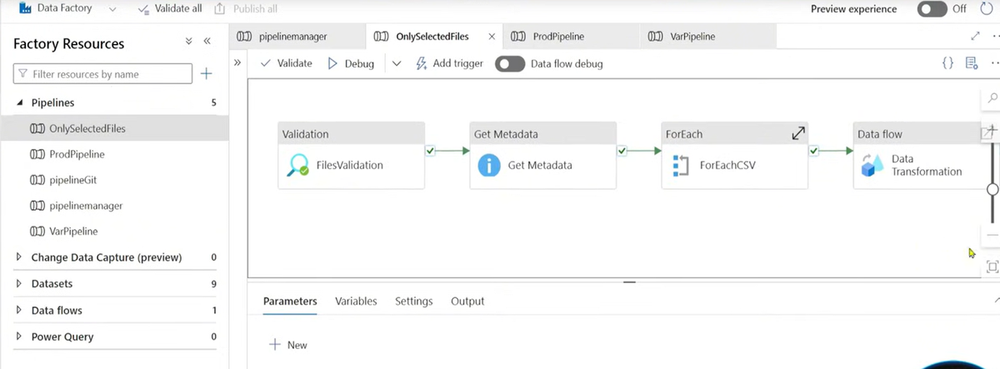 Data Factory
Validate all
Publish all
Preview experience
Off
Factory Resources
Filter resources by name
Pipelines 5
OnlySelectedFiles
ProdPipeline
pipelineGit
pipelinemanager
VarPipeline
Change Data Capture (preview) 0
Datasets 9
Data flows 1
Power Query 0
pipelinemanager
OnlySelectedFiles
ProdPipeline
VarPipeline
Validate
Debug
Add trigger
Data flow debug
Validation
FilesValidation
Get Metadata
Get Metadata
ForEach
ForEachCSV
Data flow
Data
Transformation
Parameters
Variables
Settings
Output
New